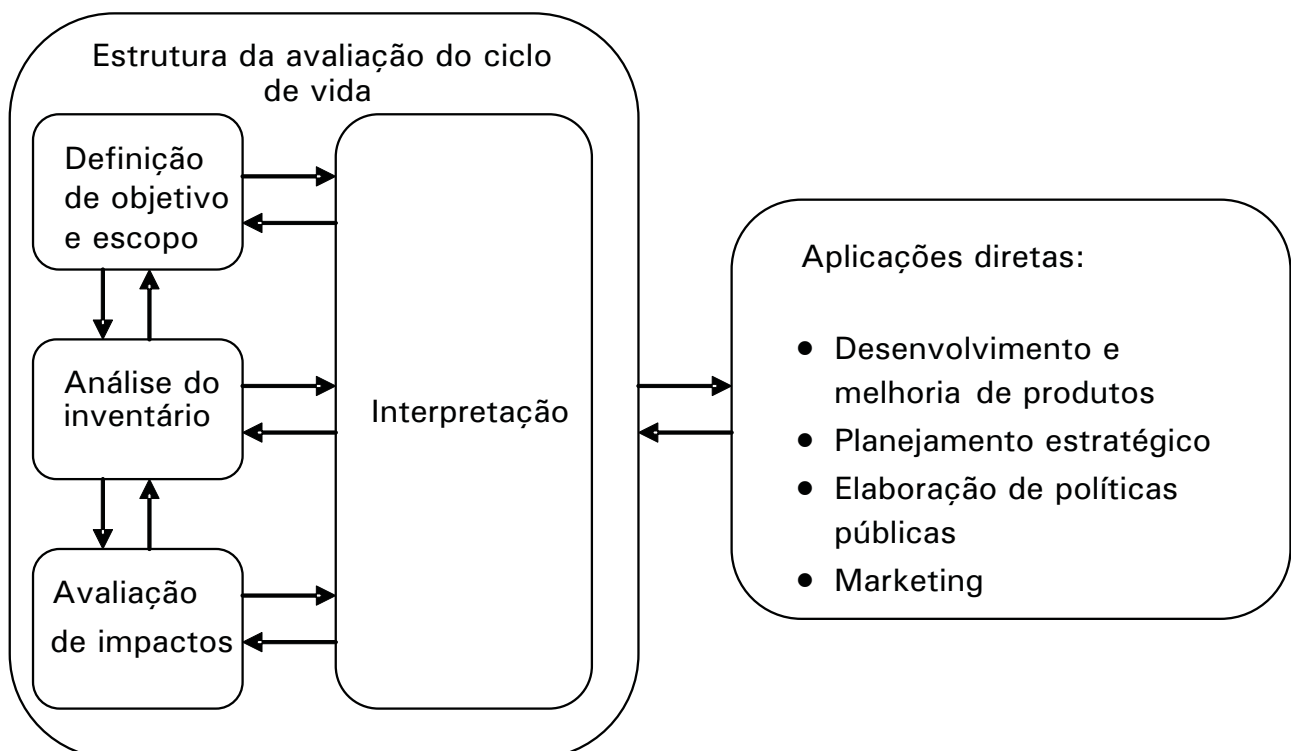 Estrutura da avaliação do ciclo
de vida
Definição
de objetivo
e escopo
Análise do
inventário
Avaliação
de impactos
Interpretação
Aplicações diretas:
• Desenvolvimento e
melhoria de produtos
• Planejamento estratégico
• Elaboração de políticas
públicas
• Marketing